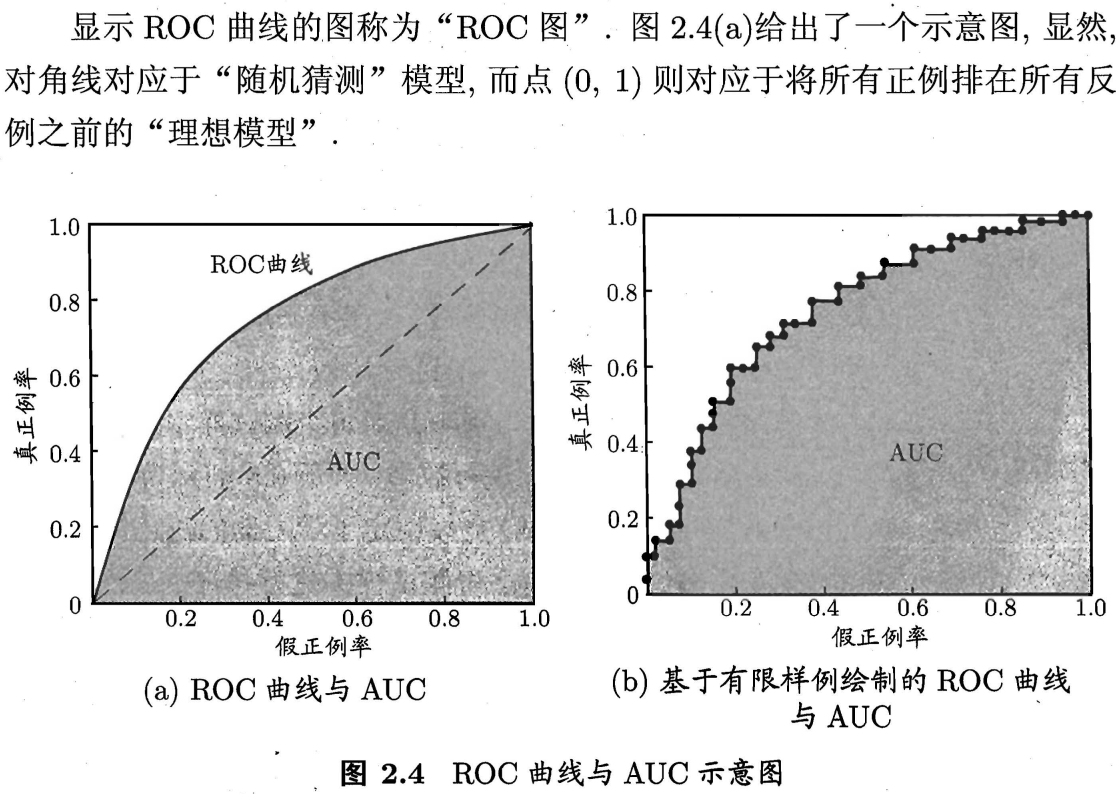 显示 ROC 曲线的图称为“ROC 图”. 图 2.4(a)给出了一个示意图, 显然,
对角线对应于“随机猜测”模型, 而点 (0, 1) 则对应于将所有正例排在所有反
例之前的“理想模型”.
1.0
0.8
0.6
0.4
0.2
0
真正例率
ROC曲线
AUC
0.2
0.4
0.6
0.8
1.0
假正例率
(a) ROC 曲线与 AUC
1.0
0.8
0.6
0.4
0.2
0
真正例率
AUC
0.2
0.4
0.6
0.8
1.0
假正例率
(b) 基于有限样例绘制的 ROC 曲线
与 AUC
图 2.4 ROC 曲线与 AUC 示意图